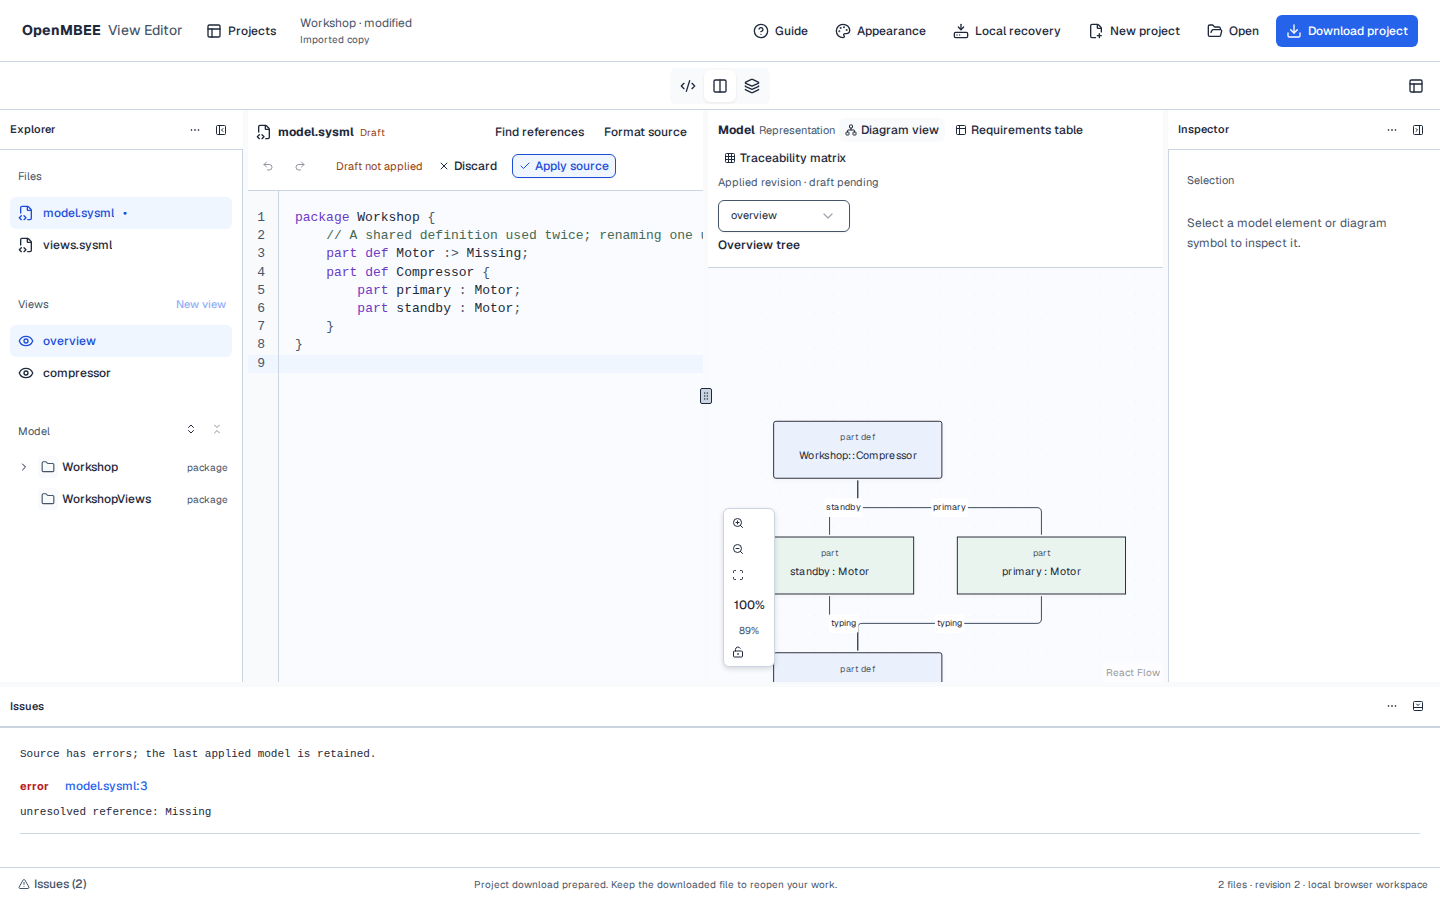 OpenMBEE View Editor
Projects
Workshop · modified
Imported copy
Guide
Appearance
Local recovery
New project
Open
Download project
Explorer
Files
model.sysml •
views.sysml
Views
New view
overview
compressor
Model
Workshop package
WorkshopViews package
model.sysml Draft
Find references
Format source
Draft not applied
Discard
Apply source
1 package Workshop {
2 // A shared definition used twice; renaming one
3 part def Motor :> Missing;
4 part def Compressor {
5 part primary : Motor;
6 part standby : Motor;
7 }
8 }
9
Model Representation
Diagram view
Requirements table
Traceability matrix
Applied revision · draft pending
overview
Overview tree
part def
Workshop::Compressor
standby
primary
part
standby : Motor
part
primary : Motor
typing
typing
part def
100%
89%
React Flow
Inspector
Selection
Select a model element or diagram
symbol to inspect it.
Issues
Source has errors; the last applied model is retained.
error model.sysml:3
unresolved reference: Missing
Issues (2)
Project download prepared. Keep the downloaded file to reopen your work.
2 files · revision 2 · local browser workspace